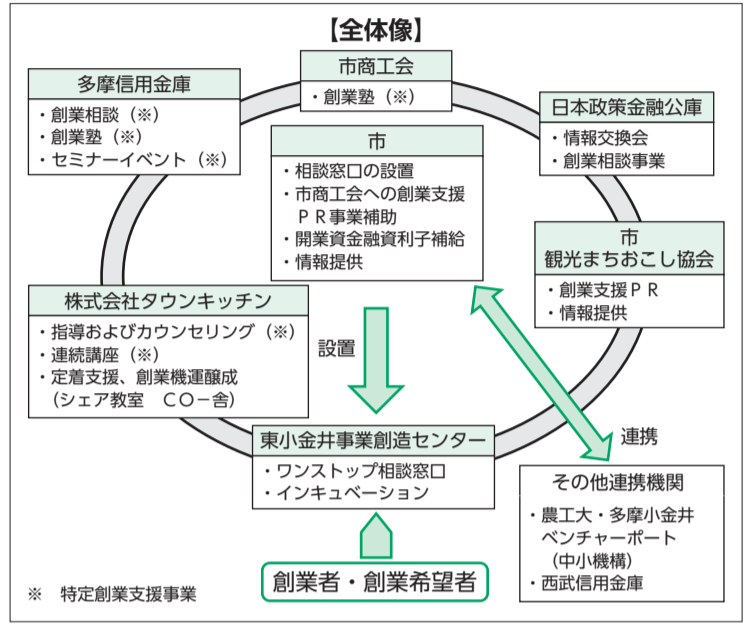 【全体像】
市商工会
・創業塾（※）
多摩信用金庫
・創業相談（※）
・創業塾（※）
・セミナーイベント（※）
日本政策金融公庫
・情報交換会
・創業相談事業
市
・相談窓口の設置
・市商工会への創業支援
ＰＲ事業補助
・開業資金融資利子補給
・情報提供
市
観光まちおこし協会
・創業支援ＰＲ
・情報提供
株式会社タウンキッチン
・指導およびカウンセリング（※）
・連続講座（※）
・定着支援、創業機運醸成
（シェア教室　ＣＯ－舎）
設置
連携
東小金井事業創造センター
・ワンストップ相談窓口
・インキュベーション
その他連携機関
・農工大・多摩小金井
ベンチャーポート
（中小機構）
・西武信用金庫
創業者・創業希望者
※　特定創業支援事業